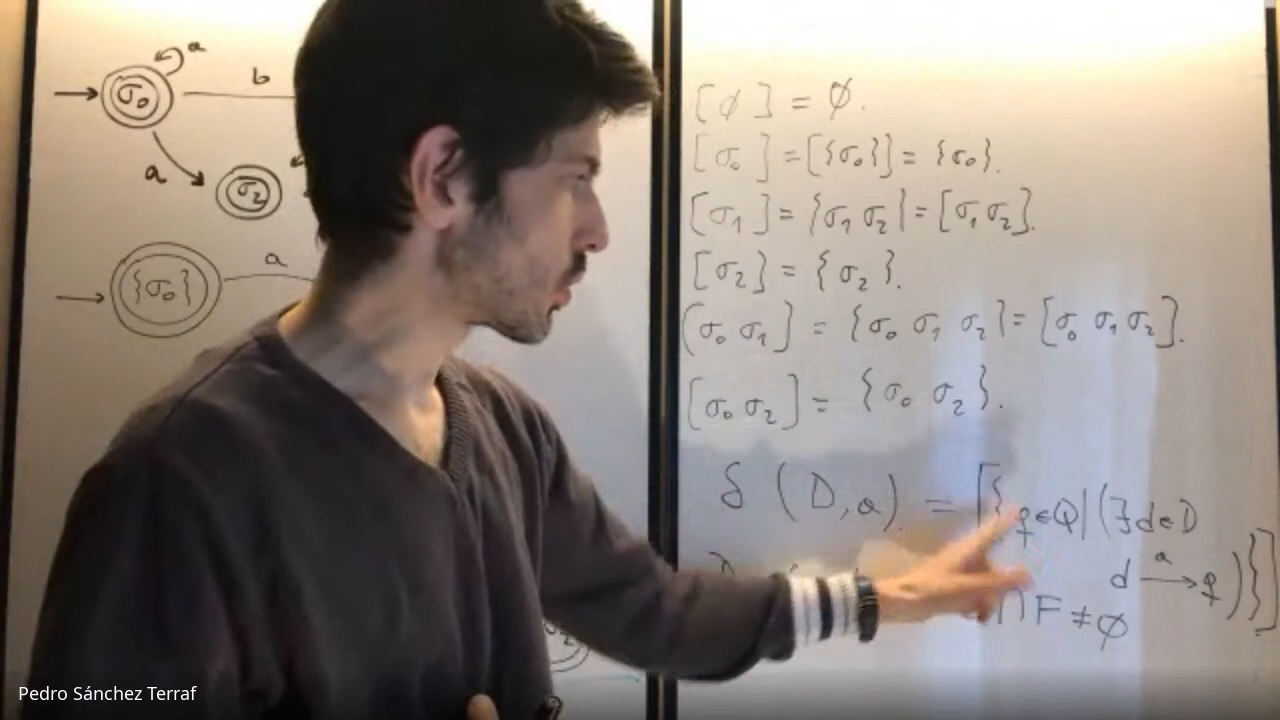 a
σ₀
b
a
σ₂
{σ₀}
a
[∅] = ∅.
[σ₀] = [{σ₀}] = {σ₀}.
[σ₁] = {σ₁ σ₂} = [σ₁ σ₂].
[σ₂] = {σ₂}.
[σ₀ σ₁] = {σ₀ σ₁ σ₂} = [σ₀ σ₁ σ₂].
[σ₀ σ₂] = {σ₀ σ₂}.
δ (D, a). = [{q ∈ Q | (∃ d ∈ D
d -a-> q)}]
∩ F ≠ ∅
Pedro Sánchez Terraf